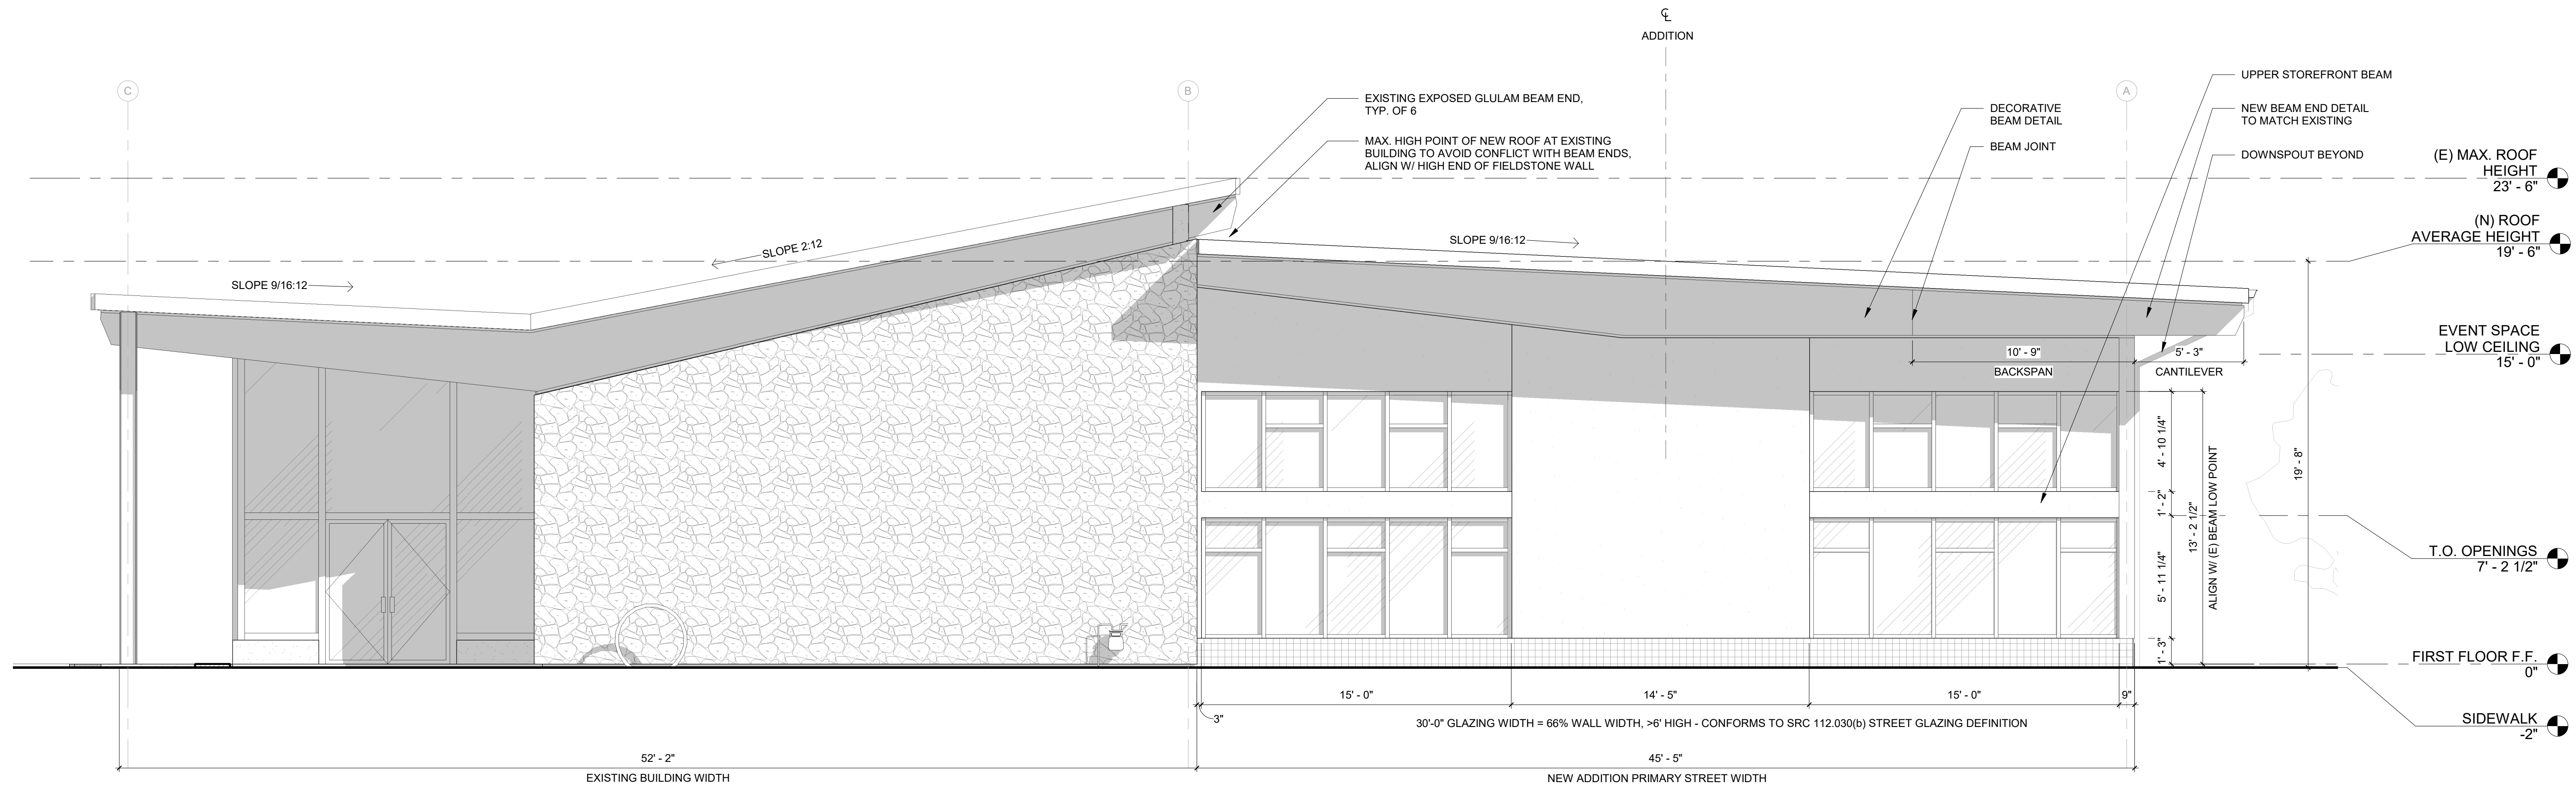 ℄
ADDITION
C
B
A
EXISTING EXPOSED GLULAM BEAM END,
TYP. OF 6
MAX. HIGH POINT OF NEW ROOF AT EXISTING
BUILDING TO AVOID CONFLICT WITH BEAM ENDS,
ALIGN W/ HIGH END OF FIELDSTONE WALL
DECORATIVE
BEAM DETAIL
BEAM JOINT
UPPER STOREFRONT BEAM
NEW BEAM END DETAIL
TO MATCH EXISTING
DOWNSPOUT BEYOND
(E) MAX. ROOF
HEIGHT
23' - 6"
(N) ROOF
AVERAGE HEIGHT
19' - 6"
EVENT SPACE
LOW CEILING
15' - 0"
T.O. OPENINGS
7' - 2 1/2"
FIRST FLOOR F.F.
0"
SIDEWALK
-2"
SLOPE 9/16:12
SLOPE 2:12
SLOPE 9/16:12
10' - 9"
BACKSPAN
5' - 3"
CANTILEVER
4' - 10 1/4"
1' - 2"
5' - 11 1/4"
1' - 3"
13' - 2 1/2"
ALIGN W/ (E) BEAM LOW POINT
19' - 8"
15' - 0"
14' - 5"
15' - 0"
9"
3"
30'-0" GLAZING WIDTH = 66% WALL WIDTH, >6' HIGH - CONFORMS TO SRC 112.030(b) STREET GLAZING DEFINITION
52' - 2"
EXISTING BUILDING WIDTH
45' - 5"
NEW ADDITION PRIMARY STREET WIDTH